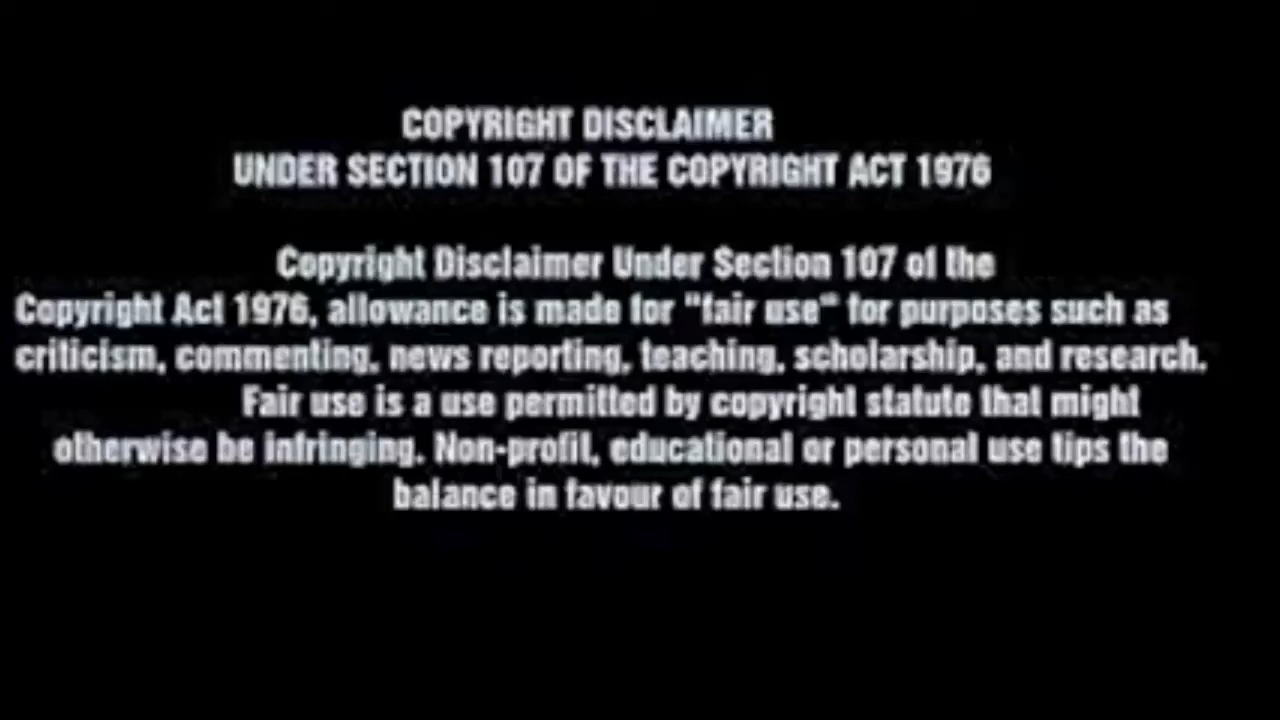 COPYRIGHT DISCLAIMER
UNDER SECTION 107 OF THE COPYRIGHT ACT 1976
Copyright Disclaimer Under Section 107 of the
Copyright Act 1976, allowance is made for "fair use" for purposes such as
criticism, commenting, news reporting, teaching, scholarship, and research.
Fair use is a use permitted by copyright statute that might
otherwise be infringing. Non-profit, educational or personal use tips the
balance in favour of fair use.